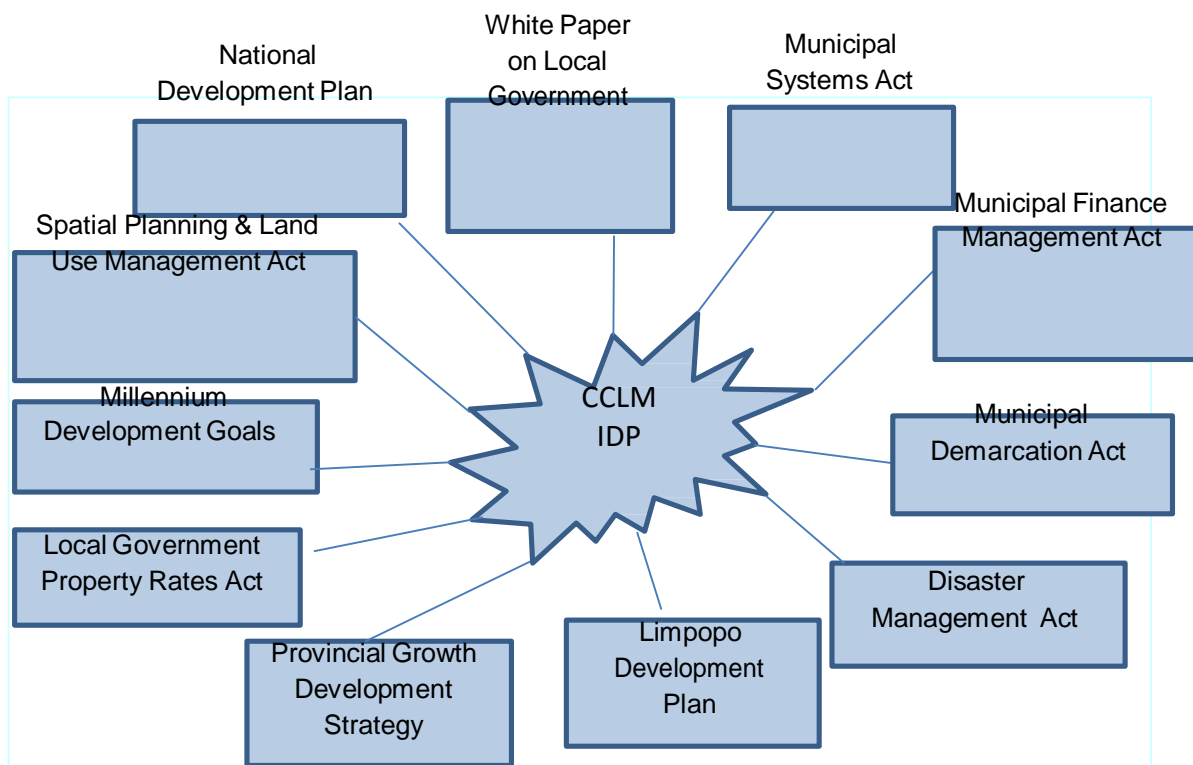 White Paper
on Local
Government
National
Development Plan
Municipal
Systems Act
Spatial Planning & Land
Use Management Act
Municipal Finance
Management Act
CCLM
IDP
Millennium
Development Goals
Municipal
Demarcation Act
Local Government
Property Rates Act
Disaster
Management Act
Provincial Growth
Development
Strategy
Limpopo
Development
Plan